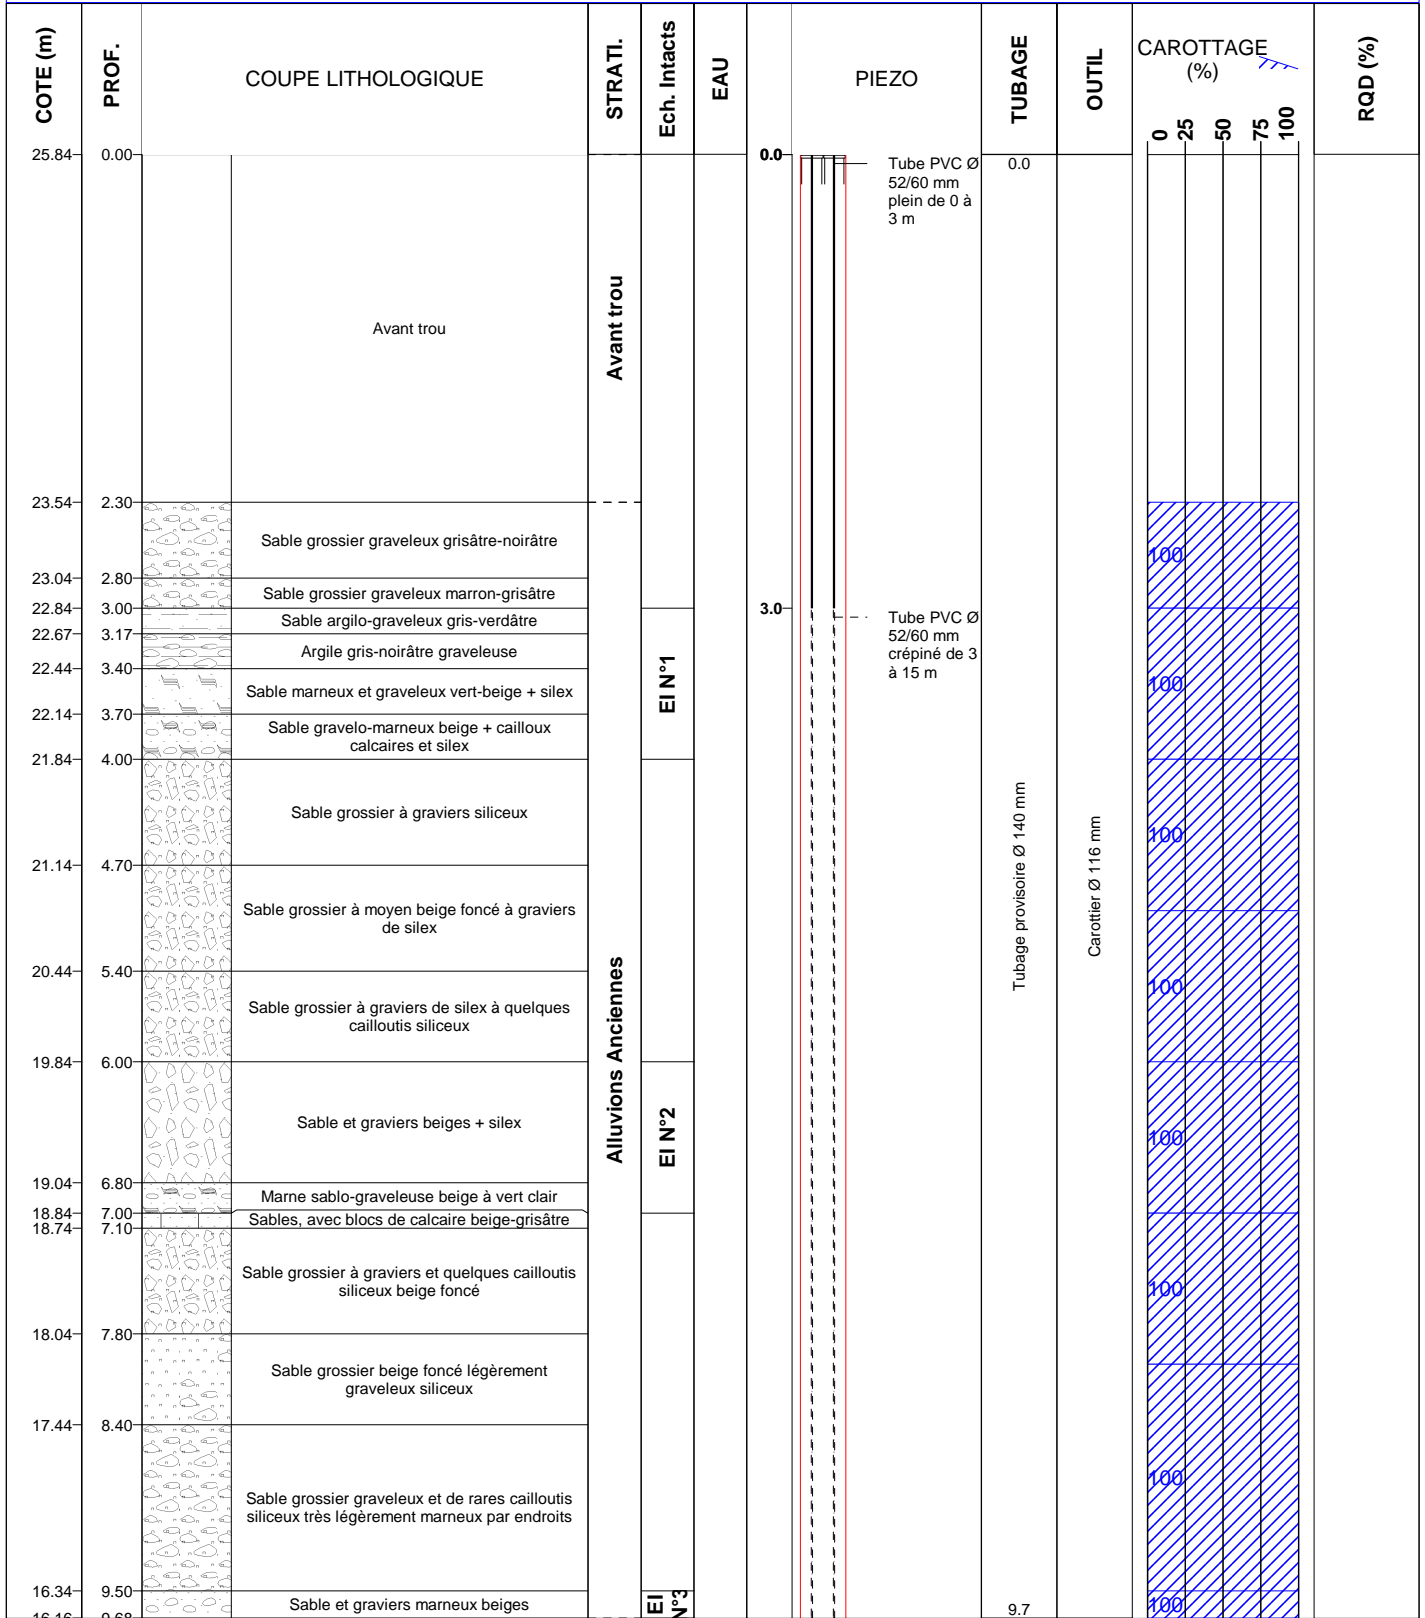 COTE (m)
PROF.
COUPE LITHOLOGIQUE
STRATI.
Ech. Intacts
EAU
PIEZO
TUBAGE
OUTIL
CAROTTAGE
(%)
0
25
50
75
100
RQD (%)
25.84
0.00
0.0
Tube PVC Ø
52/60 mm
plein de 0 à
3 m
0.0
Avant trou
Avant trou
23.54
2.30
Sable grossier graveleux grisâtre-noirâtre
100
23.04
2.80
Sable grossier graveleux marron-grisâtre
22.84
3.00
3.0
Tube PVC Ø
52/60 mm
crépiné de 3
à 15 m
Sable argilo-graveleux gris-verdâtre
22.67
3.17
Argile gris-noirâtre graveleuse
22.44
3.40
Sable marneux et graveleux vert-beige + silex
EI N°1
100
22.14
3.70
Sable gravelo-marneux beige + cailloux
calcaires et silex
21.84
4.00
Sable grossier à graviers siliceux
100
21.14
4.70
Sable grossier à moyen beige foncé à graviers
de silex
Tubage provisoire Ø 140 mm
Carottier Ø 116 mm
20.44
5.40
Sable grossier à graviers de silex à quelques
cailloutis siliceux
100
Alluvions Anciennes
19.84
6.00
Sable et graviers beiges + silex
EI N°2
100
19.04
6.80
Marne sablo-graveleuse beige à vert clair
18.84
7.00
Sables, avec blocs de calcaire beige-grisâtre
18.74
7.10
Sable grossier à graviers et quelques cailloutis
siliceux beige foncé
100
18.04
7.80
Sable grossier beige foncé légèrement
graveleux siliceux
17.44
8.40
Sable grossier graveleux et de rares cailloutis
siliceux très légèrement marneux par endroits
100
16.34
9.50
Sable et graviers marneux beiges
EI
N°3
9.7
100
16.16
9.68